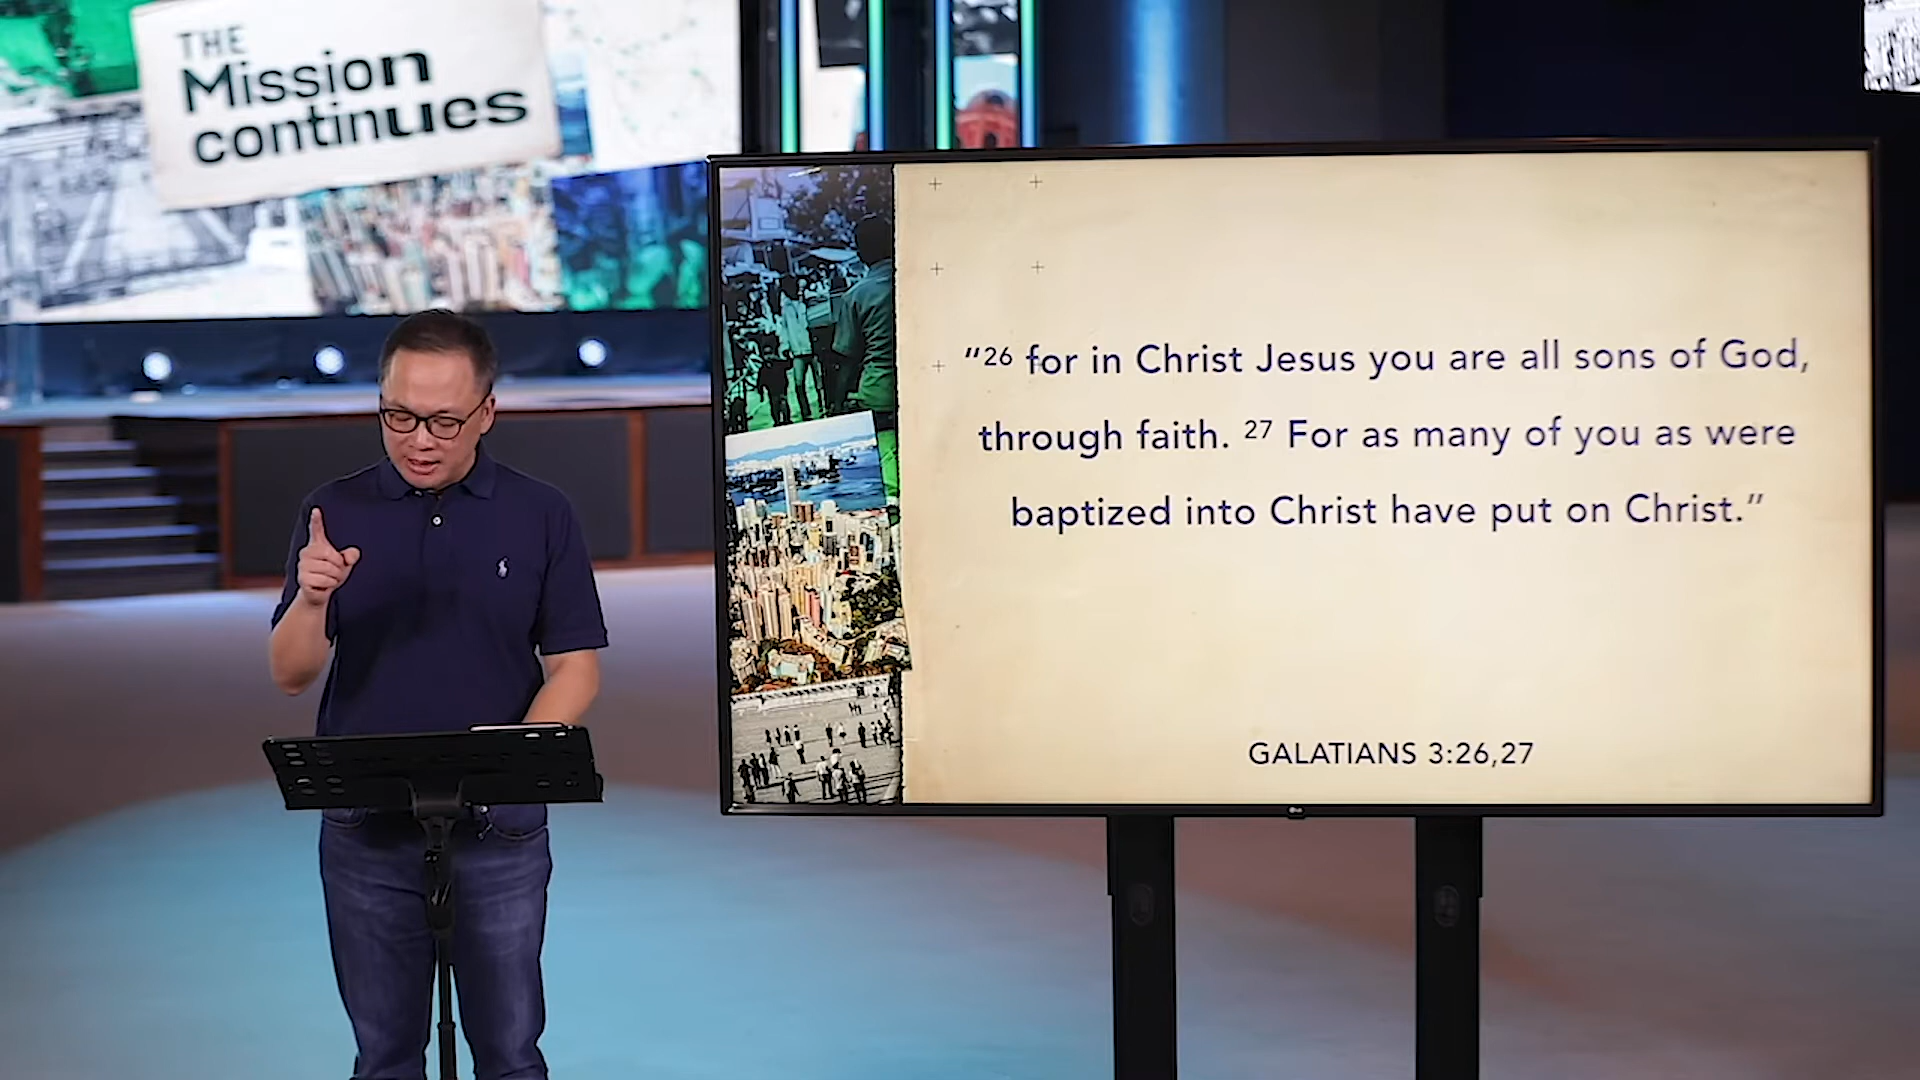 THE
Mission
continues
"26 for in Christ Jesus you are all sons of God,
through faith. 27 For as many of you as were
baptized into Christ have put on Christ."
GALATIANS 3:26,27